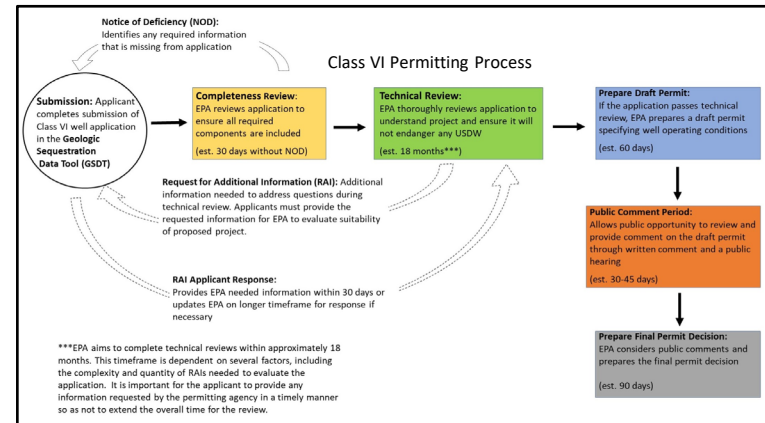 Notice of Deficiency (NOD):
Identifies any required information
that is missing from application
Class VI Permitting Process
Submission: Applicant
completes submission of
Class VI well application
in the Geologic
Sequestration
Data Tool (GSDT)
Completeness Review:
EPA reviews application to
ensure all required
components are included
(est. 30 days without NOD)
Technical Review:
EPA thoroughly reviews application to
understand project and ensure it will
not endanger any USDW
(est. 18 months***)
Prepare Draft Permit:
If the application passes technical
review, EPA prepares a draft permit
specifying well operating conditions
(est. 60 days)
Request for Additional Information (RAI): Additional
information needed to address questions during
technical review. Applicants must provide the
requested information for EPA to evaluate suitability
of proposed project.
Public Comment Period:
Allows public opportunity to review and
provide comment on the draft permit
through written comment and a public
hearing
(est. 30-45 days)
RAI Applicant Response:
Provides EPA needed information within 30 days or
updates EPA on longer timeframe for response if
necessary
Prepare Final Permit Decision:
EPA considers public comments and
prepares the final permit decision
(est. 90 days)
***EPA aims to complete technical reviews within approximately 18
months. This timeframe is dependent on several factors, including
the complexity and quantity of RAIs needed to evaluate the
application. It is important for the applicant to provide any
information requested by the permitting agency in a timely manner
so as not to extend the overall time for the review.